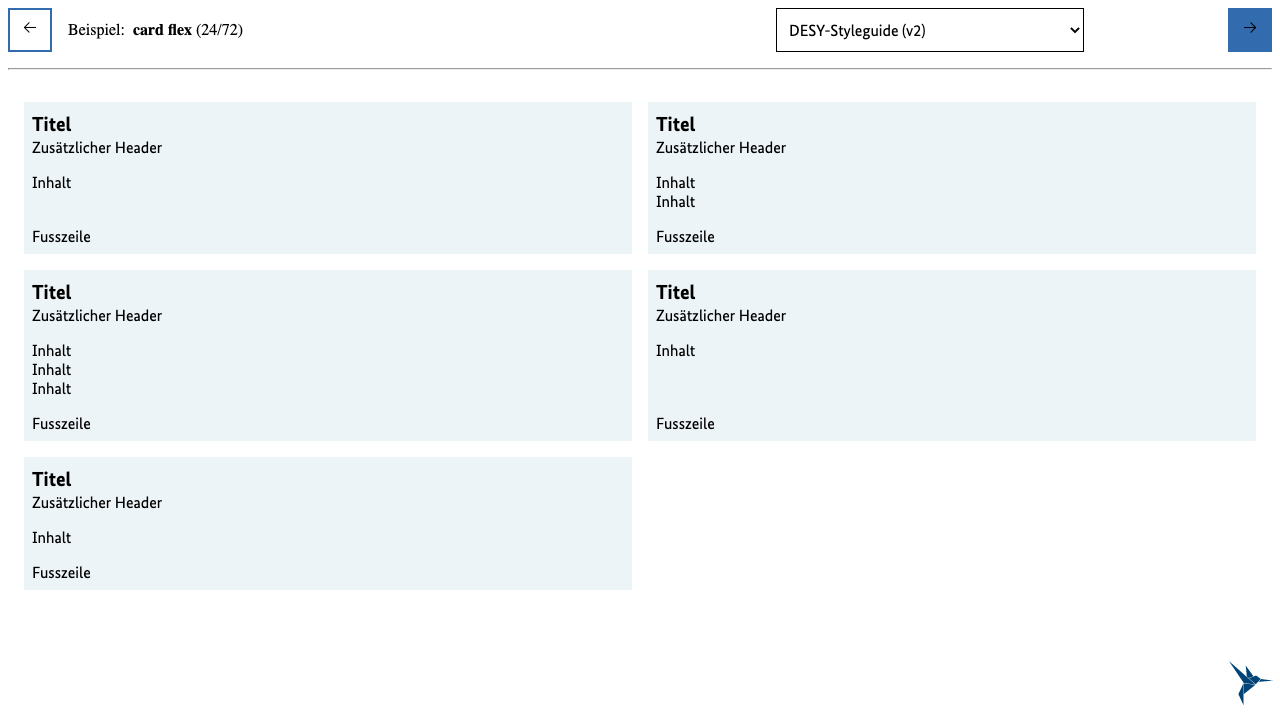 Beispiel: card flex (24/72)
DESY-Styleguide (v2)
Titel
Zusätzlicher Header
Inhalt
Fusszeile
Titel
Zusätzlicher Header
Inhalt
Inhalt
Fusszeile
Titel
Zusätzlicher Header
Inhalt
Inhalt
Inhalt
Fusszeile
Titel
Zusätzlicher Header
Inhalt
Fusszeile
Titel
Zusätzlicher Header
Inhalt
Fusszeile